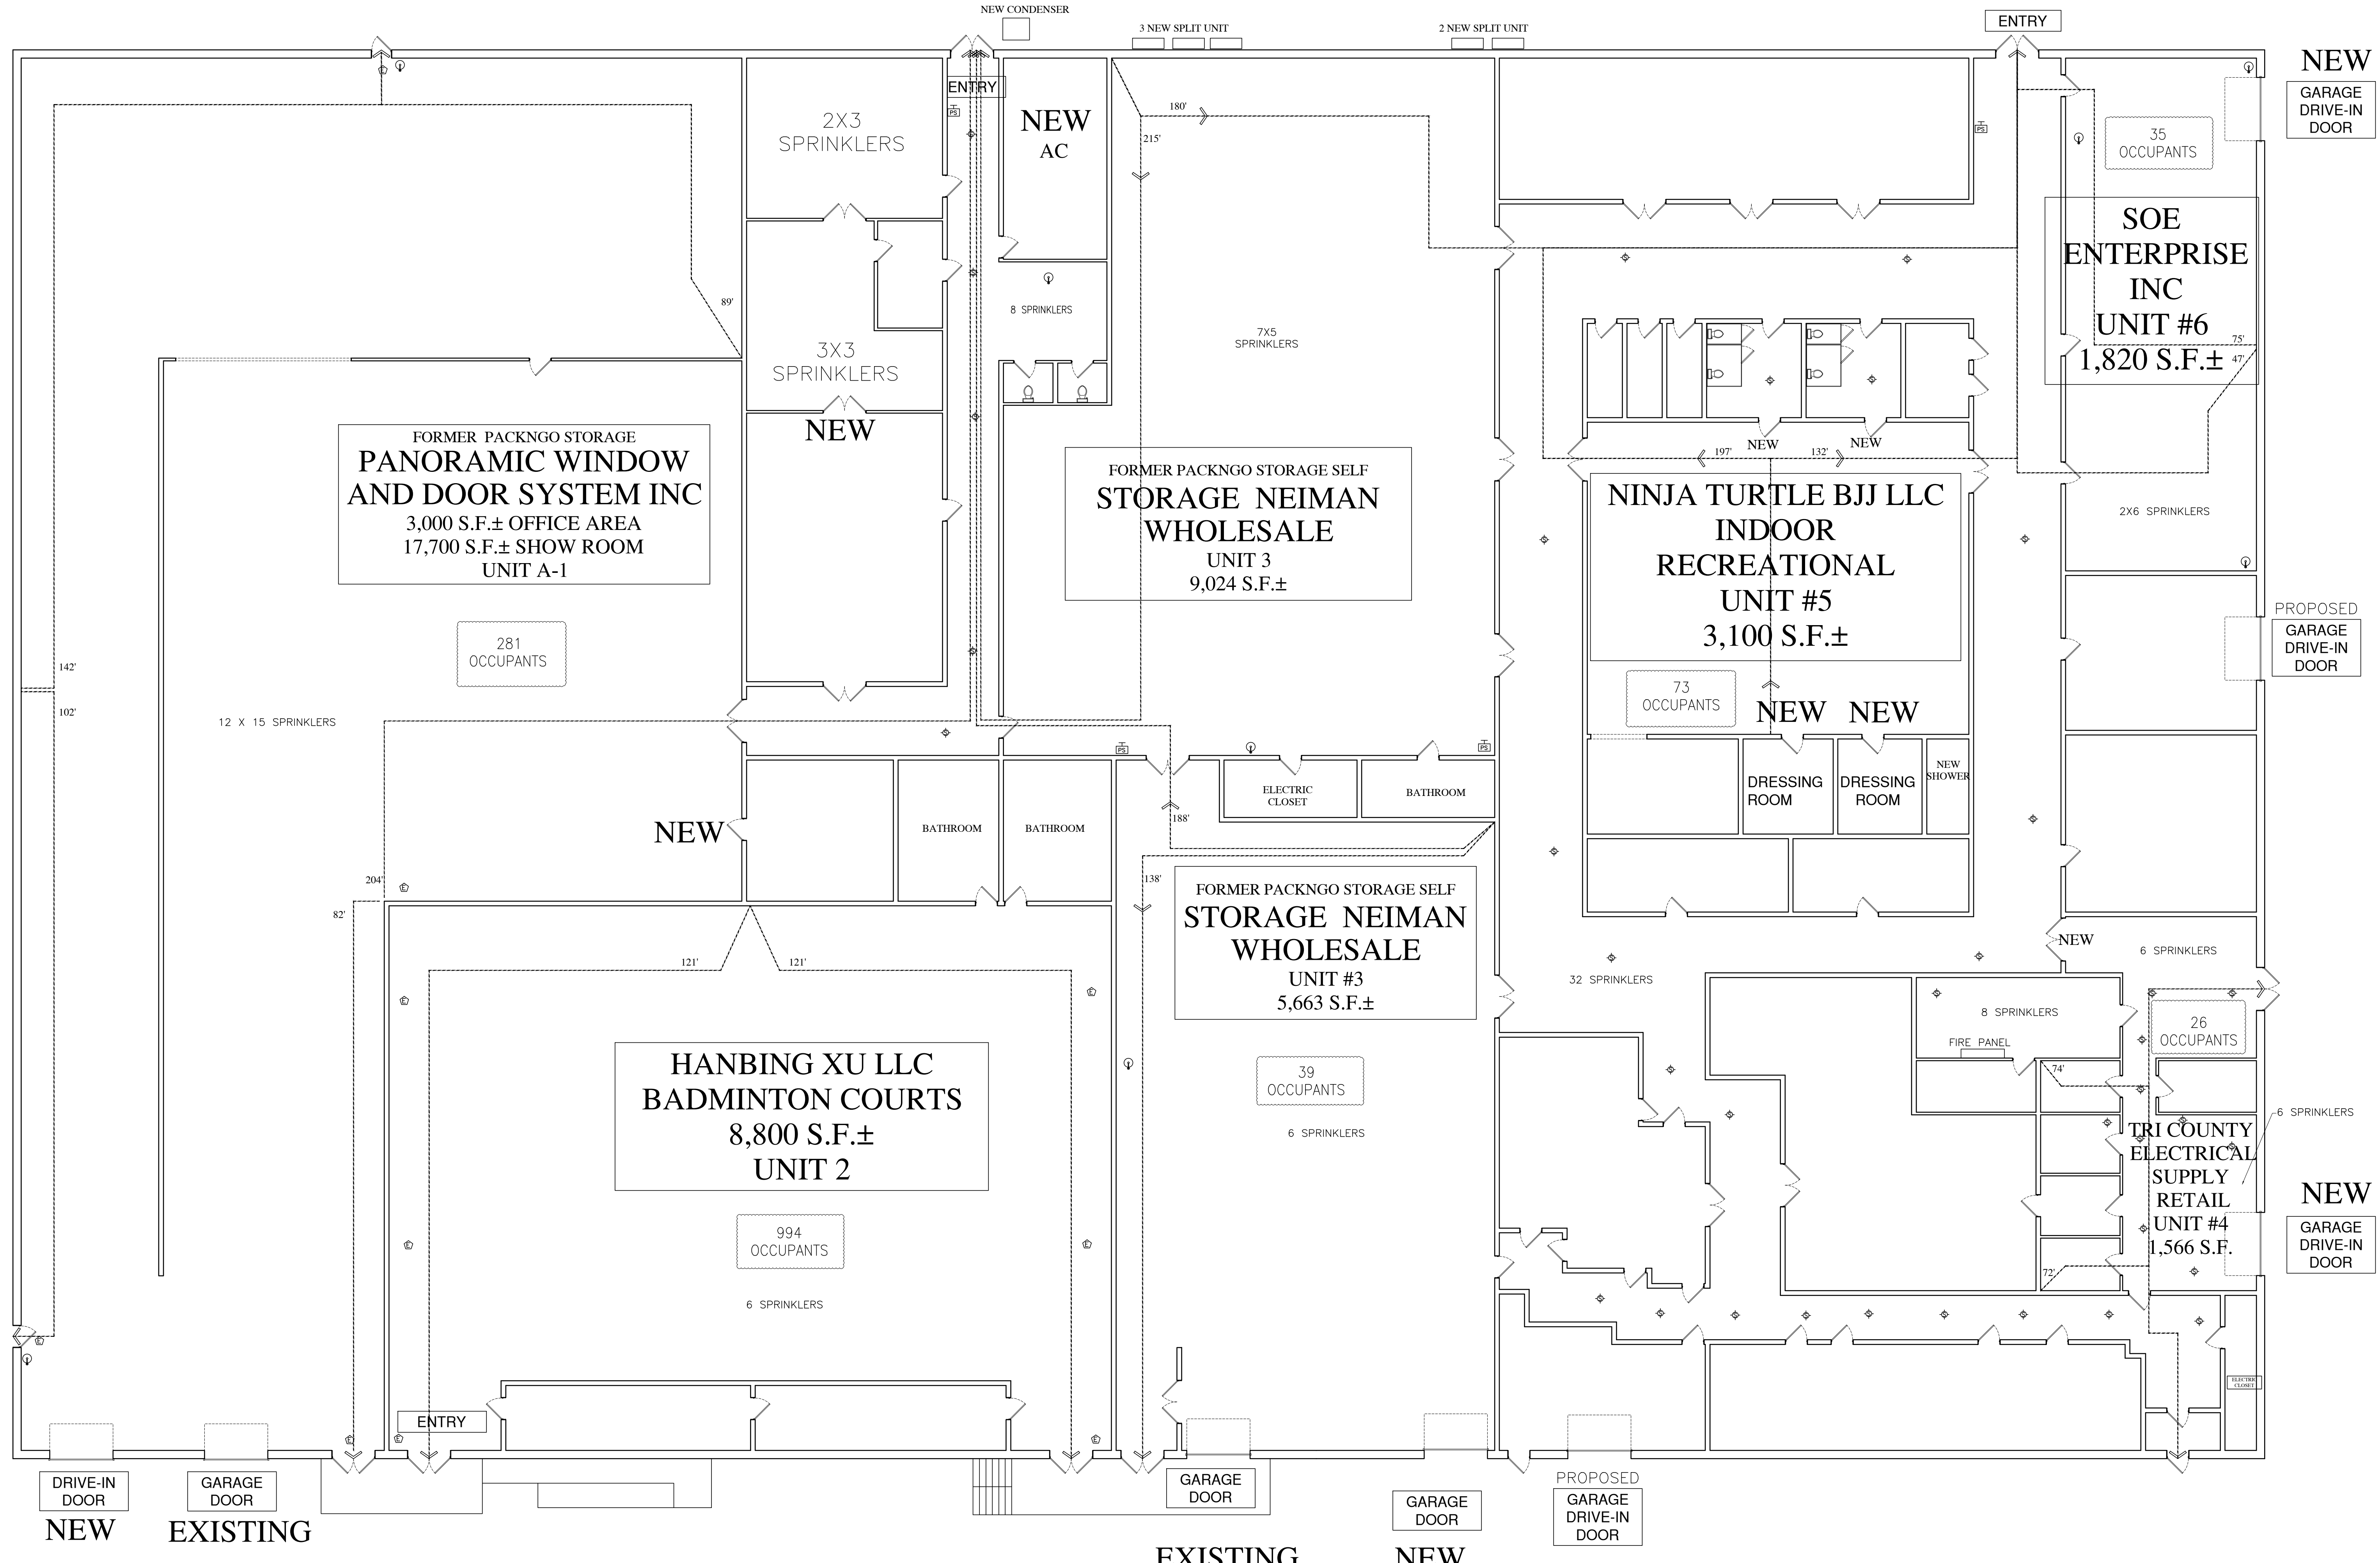 NEW CONDENSER
3 NEW SPLIT UNIT
2 NEW SPLIT UNIT
ENTRY
NEW
GARAGE
DRIVE-IN
DOOR
ENTRY
PS
2X3
SPRINKLERS
NEW
AC
180'
215'
PS
35
OCCUPANTS
SOE
ENTERPRISE
INC
UNIT #6
1,820 S.F.±
75'
47'
89'
8 SPRINKLERS
7X5
SPRINKLERS
3X3
SPRINKLERS
NEW
FORMER PACKNGO STORAGE
PANORAMIC WINDOW
AND DOOR SYSTEM INC
3,000 S.F.± OFFICE AREA
17,700 S.F.± SHOW ROOM
UNIT A-1
281
OCCUPANTS
FORMER PACKNGO STORAGE SELF
STORAGE NEIMAN
WHOLESALE
UNIT 3
9,024 S.F.±
NEW
NEW
197'
132'
NINJA TURTLE BJJ LLC
INDOOR
RECREATIONAL
UNIT #5
3,100 S.F.±
73
OCCUPANTS
NEW
NEW
2X6 SPRINKLERS
PROPOSED
GARAGE
DRIVE-IN
DOOR
142'
102'
12 X 15 SPRINKLERS
PS
PS
ELECTRIC
CLOSET
BATHROOM
DRESSING
ROOM
DRESSING
ROOM
NEW
SHOWER
NEW
BATHROOM
BATHROOM
188'
204'
82'
138'
FORMER PACKNGO STORAGE SELF
STORAGE NEIMAN
WHOLESALE
UNIT #3
5,663 S.F.±
39
OCCUPANTS
6 SPRINKLERS
121'
121'
HANBING XU LLC
BADMINTON COURTS
8,800 S.F.±
UNIT 2
994
OCCUPANTS
6 SPRINKLERS
32 SPRINKLERS
NEW
6 SPRINKLERS
8 SPRINKLERS
FIRE PANEL
26
OCCUPANTS
74'
6 SPRINKLERS
TRI COUNTY
ELECTRICAL
SUPPLY
RETAIL
UNIT #4
1,566 S.F.
72'
NEW
GARAGE
DRIVE-IN
DOOR
ELECTRIC
CLOSET
ENTRY
DRIVE-IN
DOOR
NEW
GARAGE
DOOR
EXISTING
GARAGE
DOOR
EXISTING
GARAGE
DOOR
NEW
PROPOSED
GARAGE
DRIVE-IN
DOOR